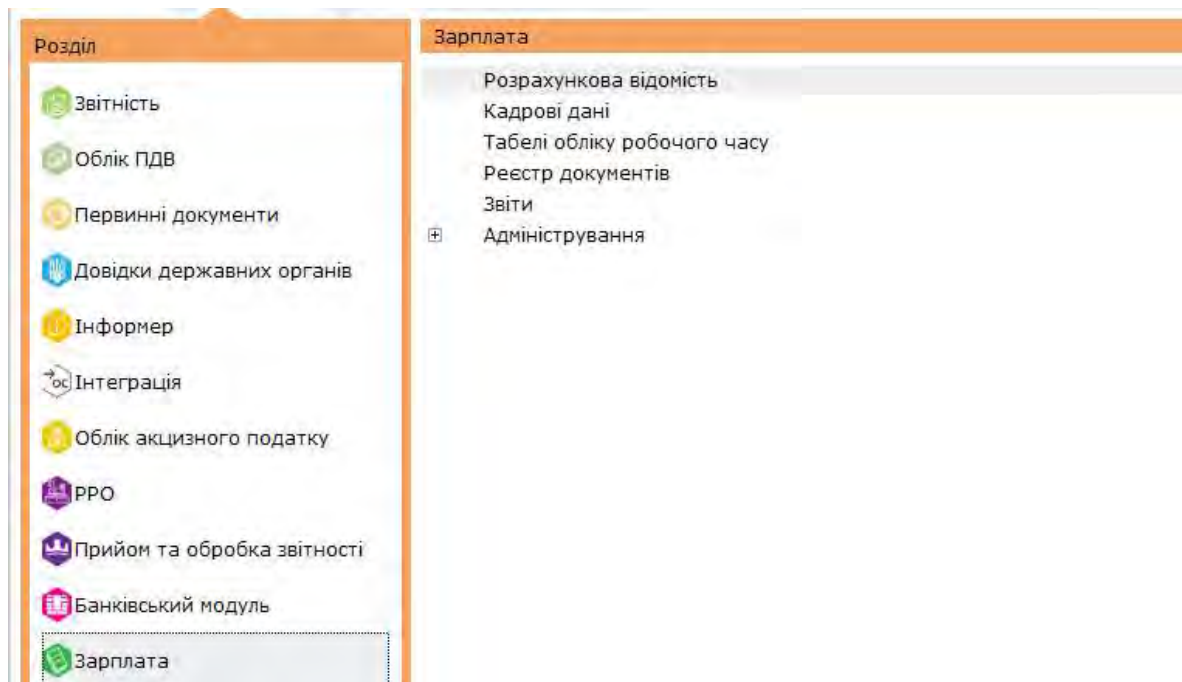 Розділ
Звітність
Облік ПДВ
Первинні документи
Довідки державних органів
Інформер
Інтеграція
Облік акцизного податку
РРО
Прийом та обробка звітності
Банківський модуль
Зарплата
Зарплата
Розрахункова відомість
Кадрові дані
Табелі обліку робочого часу
Реєстр документів
Звіти
Адміністрування